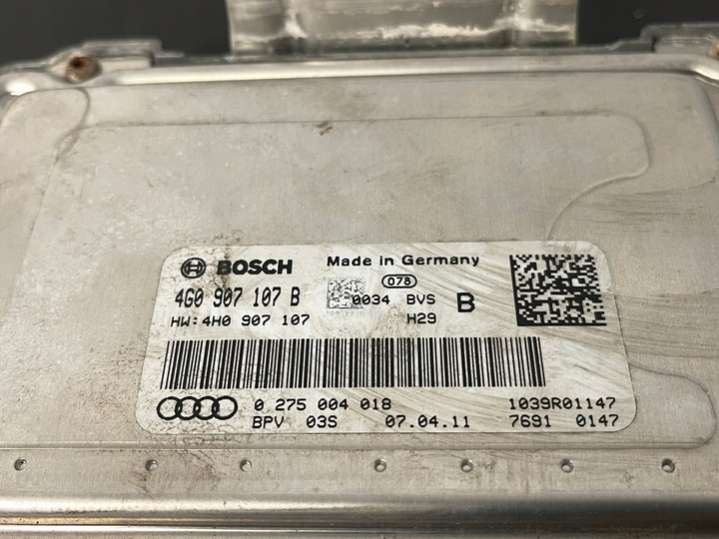 BOSCH Made in Germany
078
4G0 907 107 B 0034 BVS B
HW:4H0 907 107 H29
0 275 004 018 1039R01147
BPV 03S 07.04.11 7691 0147